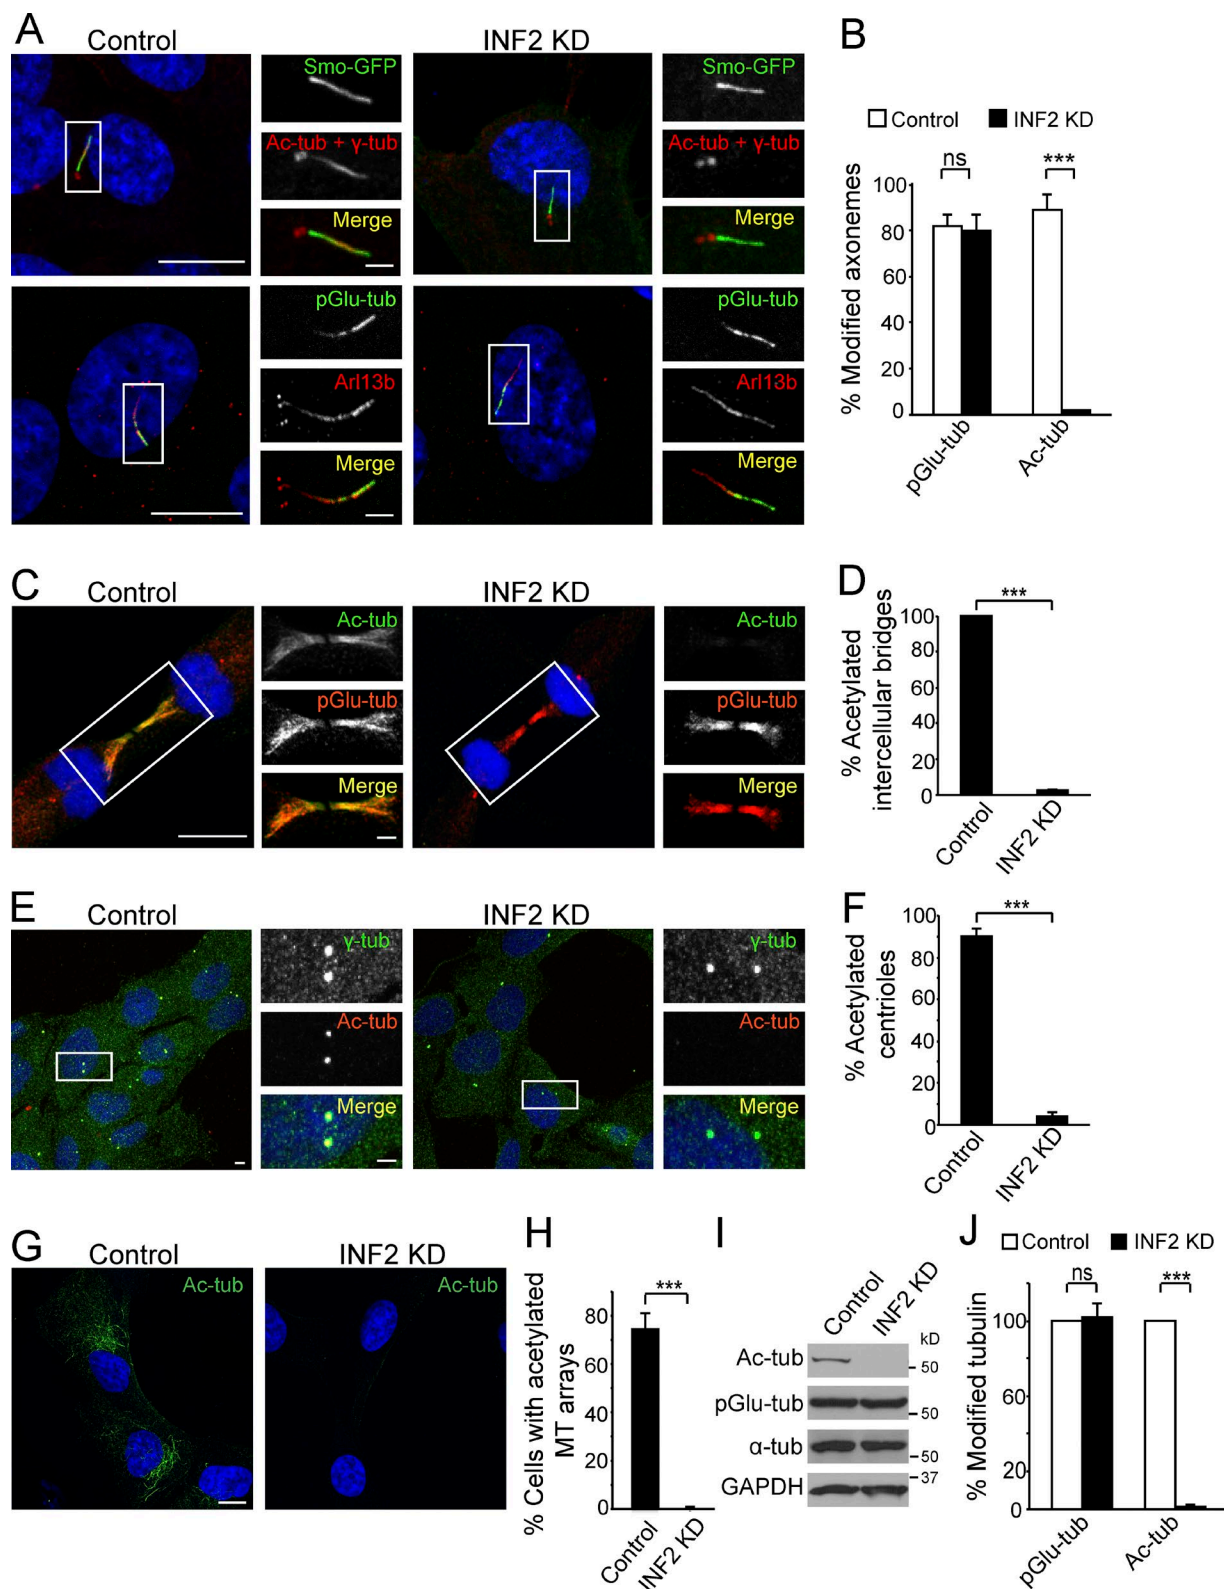 A
Control
INF2 KD
Smo-GFP
Ac-tub + γ-tub
Merge
Smo-GFP
Ac-tub + γ-tub
Merge
pGlu-tub
Arl13b
Merge
pGlu-tub
Arl13b
Merge
B
Control INF2 KD
ns
***
% Modified axonemes
100
80
60
40
20
0
pGlu-tub
Ac-tub
C
Control
INF2 KD
Ac-tub
pGlu-tub
Merge
Ac-tub
pGlu-tub
Merge
D
***
% Acetylated
intercellular bridges
100
80
60
40
20
0
Control
INF2 KD
E
Control
INF2 KD
γ-tub
Ac-tub
Merge
γ-tub
Ac-tub
Merge
F
***
% Acetylated
centrioles
100
80
60
40
20
0
Control
INF2 KD
G
Control
INF2 KD
Ac-tub
Ac-tub
H
***
% Cells with acetylated
MT arrays
80
60
40
20
0
Control
INF2 KD
I
Control
INF2 KD
kD
Ac-tub
50
pGlu-tub
50
α-tub
50
GAPDH
37
J
Control INF2 KD
ns
***
% Modified tubulin
100
60
20
0
pGlu-tub
Ac-tub